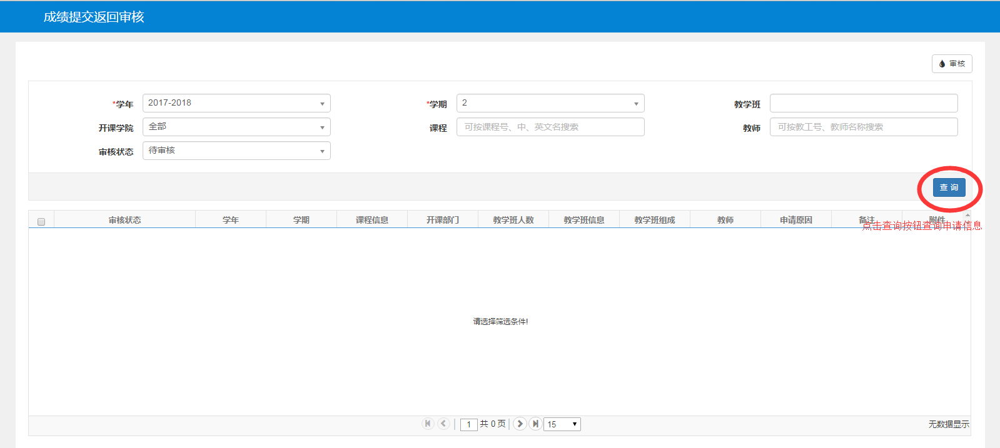 成绩提交返回审核
审核
*学年 2017-2018 *学期 2 教学班
开课学院 全部 课程 可按课程号、中、英文名搜索 教师 可按教工号、教师名称搜索
审核状态 待审核
查 询
审核状态 学年 学期 课程信息 开课部门 教学班人数 教学班信息 教学班组成 教师 申请原因 备注 附件
点击查询按钮查询申请信息
请选择筛选条件!
1 共 0 页 15 无数据显示